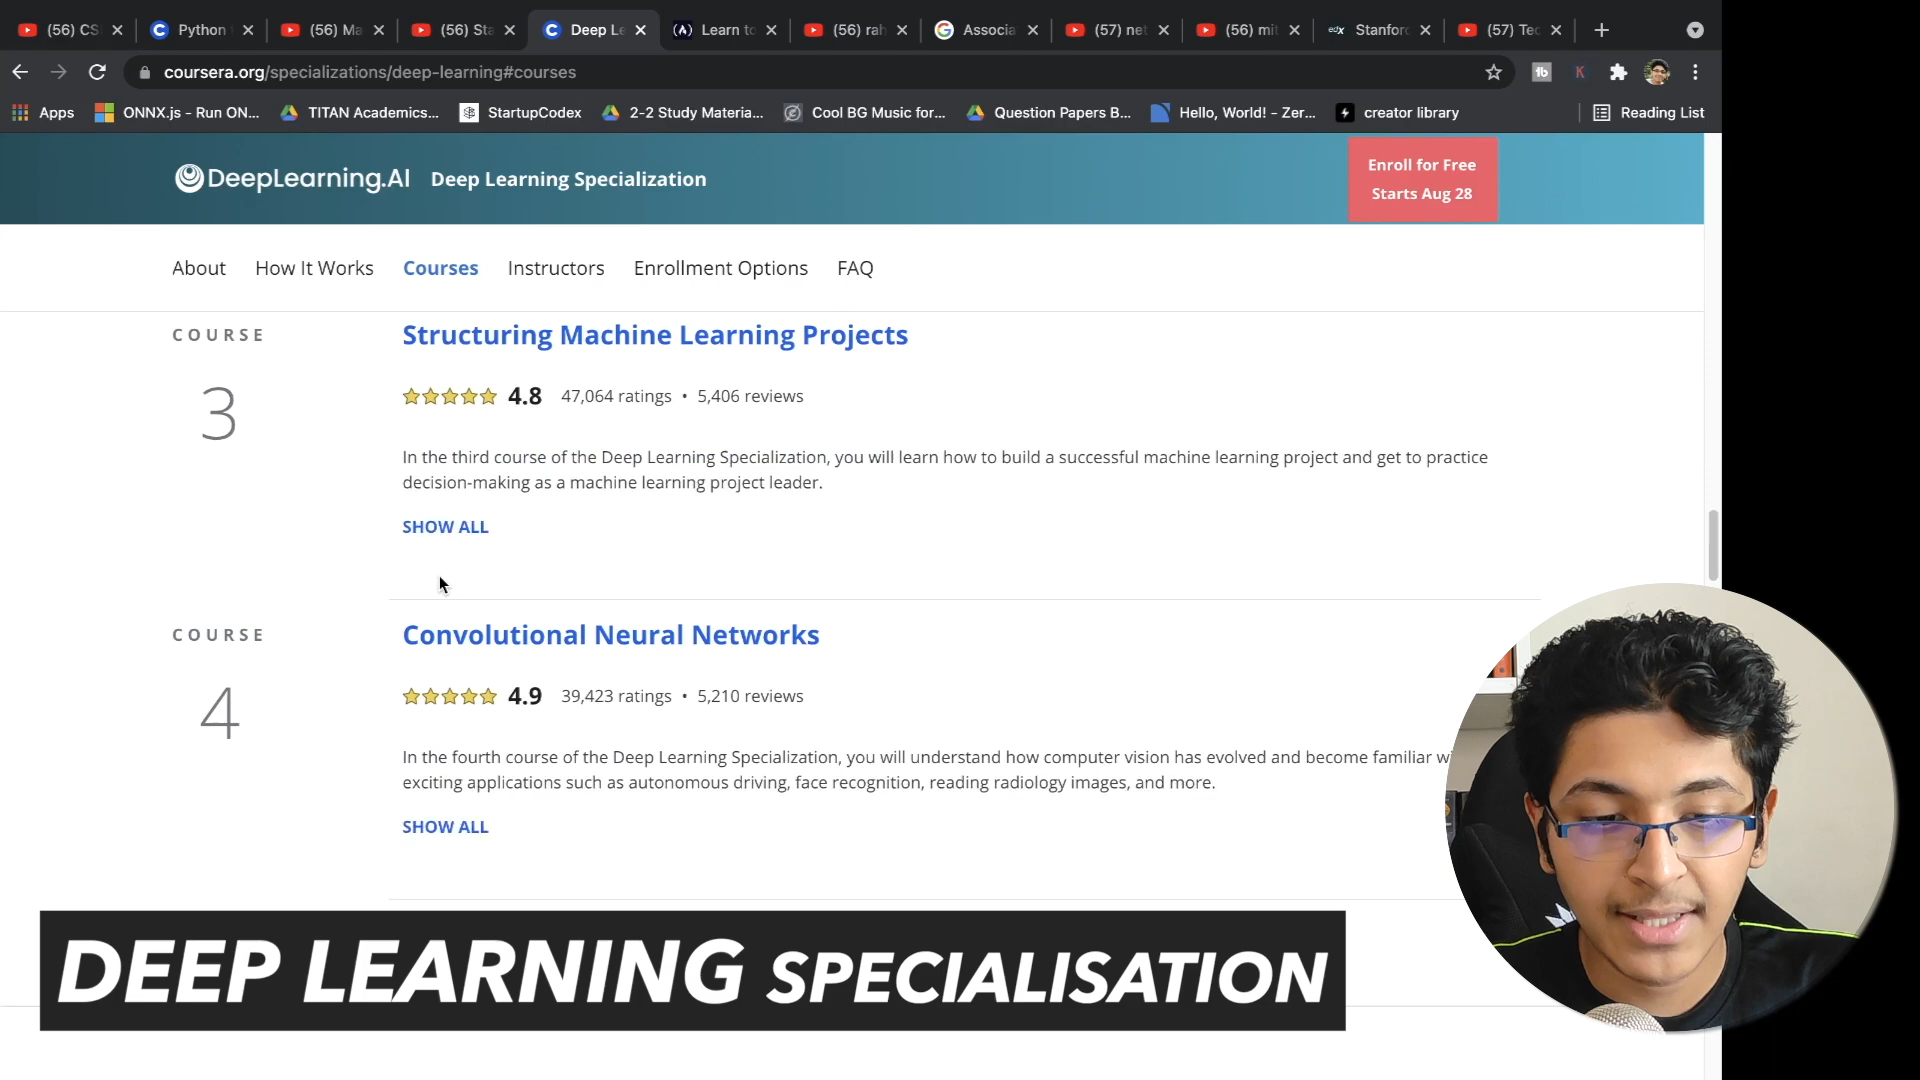 (56) CS
Python
(56) Ma
(56) Sta
Deep Le
Learn to
(56) rah
Associa
(57) net
(56) mit
edx Stanford
(57) Tec
coursera.org/specializations/deep-learning#courses
tb
K
Apps
ONNX.js - Run ON...
TITAN Academics...
StartupCodex
2-2 Study Materia...
Cool BG Music for...
Question Papers B...
Hello, World! - Zer...
creator library
Reading List
DeepLearning.AI
Deep Learning Specialization
Enroll for Free
Starts Aug 28
About
How It Works
Courses
Instructors
Enrollment Options
FAQ
COURSE
3
Structuring Machine Learning Projects
4.8 47,064 ratings • 5,406 reviews
In the third course of the Deep Learning Specialization, you will learn how to build a successful machine learning project and get to practice
decision-making as a machine learning project leader.
SHOW ALL
COURSE
4
Convolutional Neural Networks
4.9 39,423 ratings • 5,210 reviews
In the fourth course of the Deep Learning Specialization, you will understand how computer vision has evolved and become familiar wi
exciting applications such as autonomous driving, face recognition, reading radiology images, and more.
SHOW ALL
DEEP LEARNING SPECIALISATION